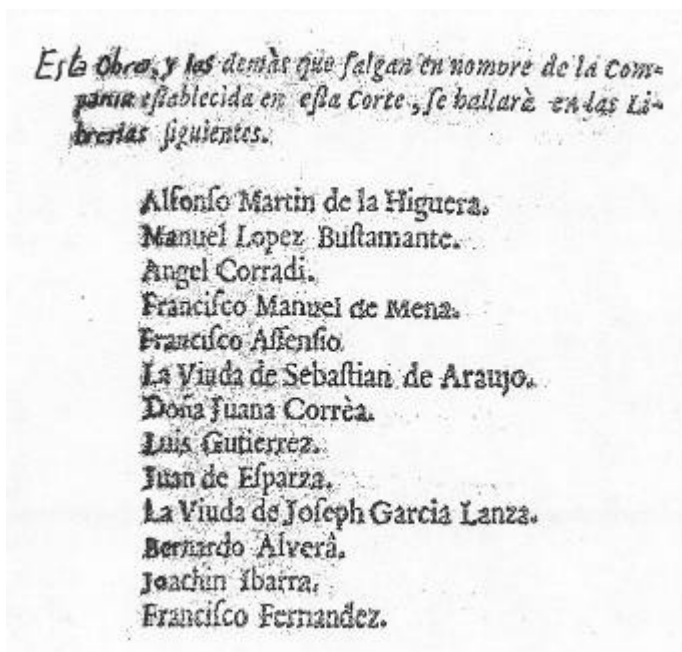 Esta Obra, y las demàs que salgan en nombre de la Com-
pañia establecida en esta Corte, se hallarà en las Li-
brerias siguientes.
Alfonso Martin de la Higuera.
Manuel Lopez Bustamante.
Angel Corradi.
Francisco Manuel de Mena.
Francisco Assensio
La Viuda de Sebastian de Araujo.
Doña Juana Corrèa.
Luis Gutierrez.
Juan de Esparza.
La Viuda de Joseph Garcia Lanza.
Bernardo Alverà.
Joachin Ibarra.
Francisco Fernandez.